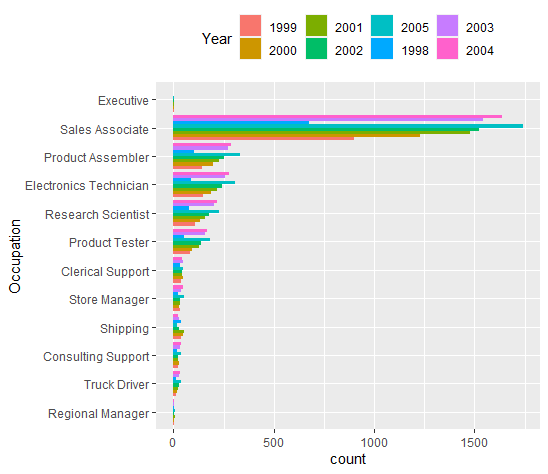 Year
1999 2001 2005 2003
2000 2002 1998 2004
Occupation
Executive
Sales Associate
Product Assembler
Electronics Technician
Research Scientist
Product Tester
Clerical Support
Store Manager
Shipping
Consulting Support
Truck Driver
Regional Manager
0 500 1000 1500
count